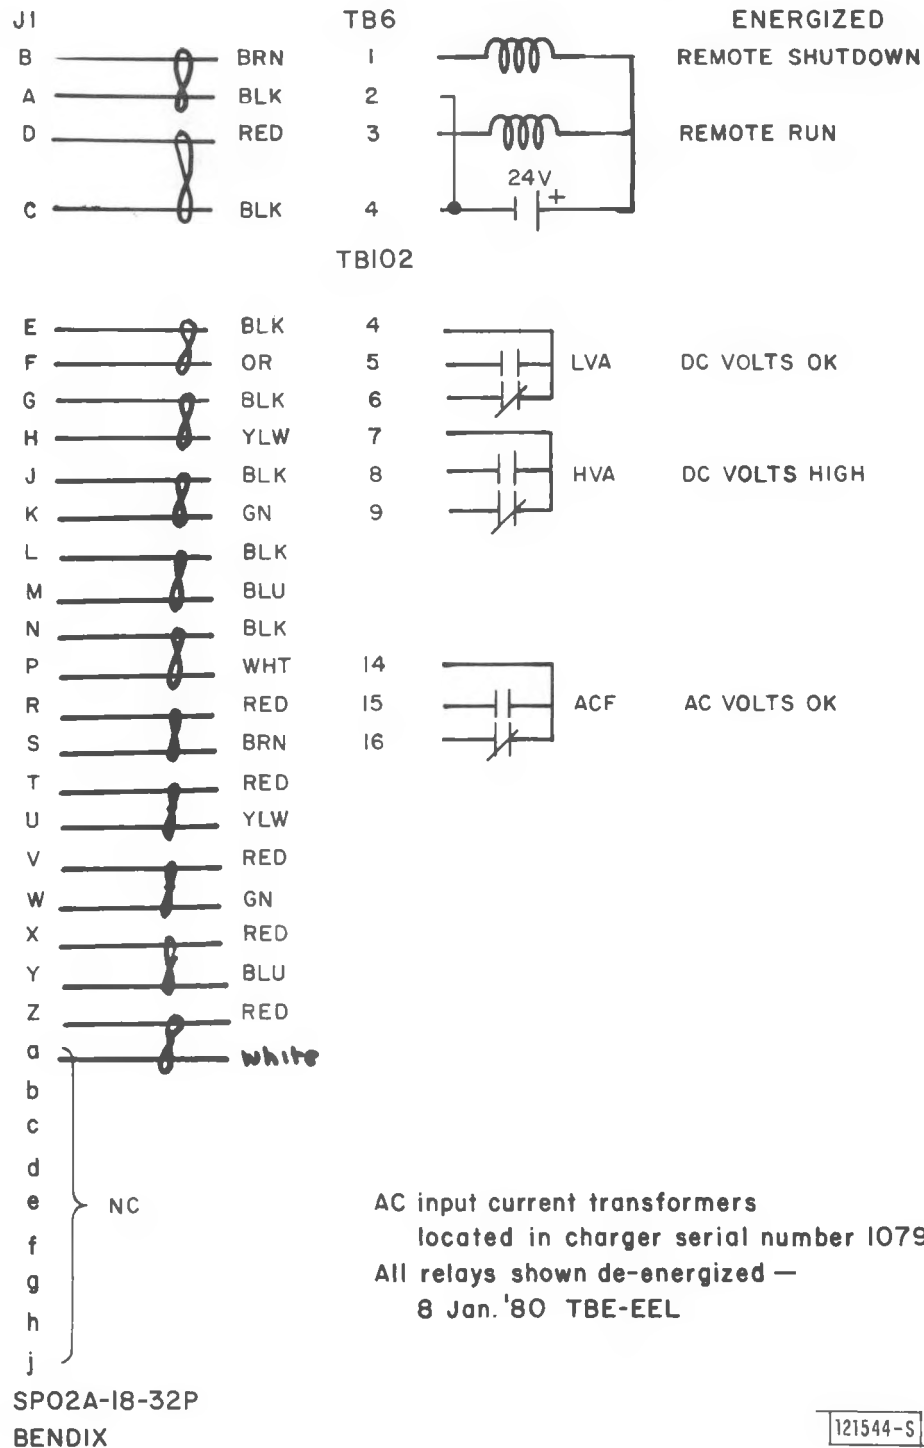 J1 TB6 ENERGIZED
B BRN 1 REMOTE SHUTDOWN
A BLK 2
D RED 3 REMOTE RUN
24V +
C BLK 4
TB102
E BLK 4
F OR 5 LVA DC VOLTS OK
G BLK 6
H YLW 7
J BLK 8 HVA DC VOLTS HIGH
K GN 9
L BLK
M BLU
N BLK
P WHT 14
R RED 15 ACF AC VOLTS OK
S BRN 16
T RED
U YLW
V RED
W GN
X RED
Y BLU
Z RED
a white
b
c
d
e NC
f
g
h
j
AC input current transformers
located in charger serial number 1079
All relays shown de-energized —
8 Jan. '80 TBE-EEL
SP02A-18-32P
BENDIX
121544-S